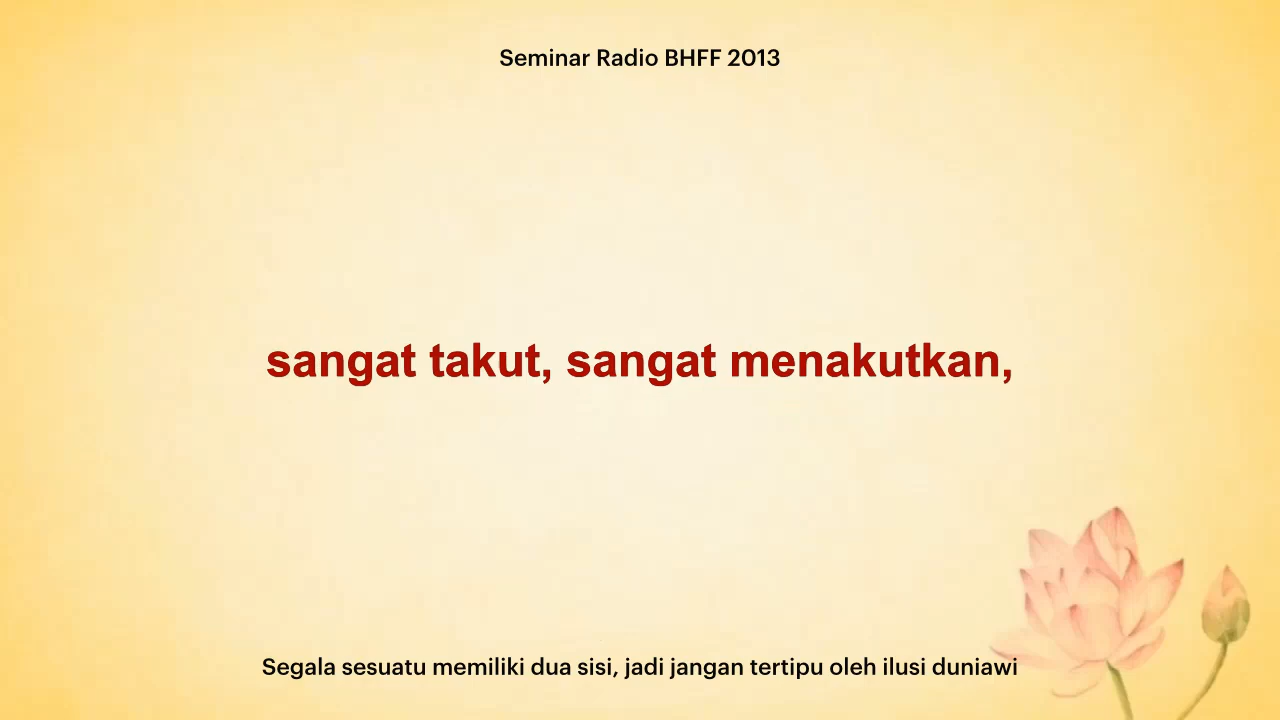 Seminar Radio BHFF 2013
sangat takut, sangat menakutkan,
Segala sesuatu memiliki dua sisi, jadi jangan tertipu oleh ilusi duniawi